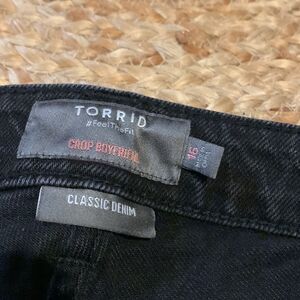 TORRID
#FeelTheFit
CROP BOYFRIEND
16
CLASSIC DENIM